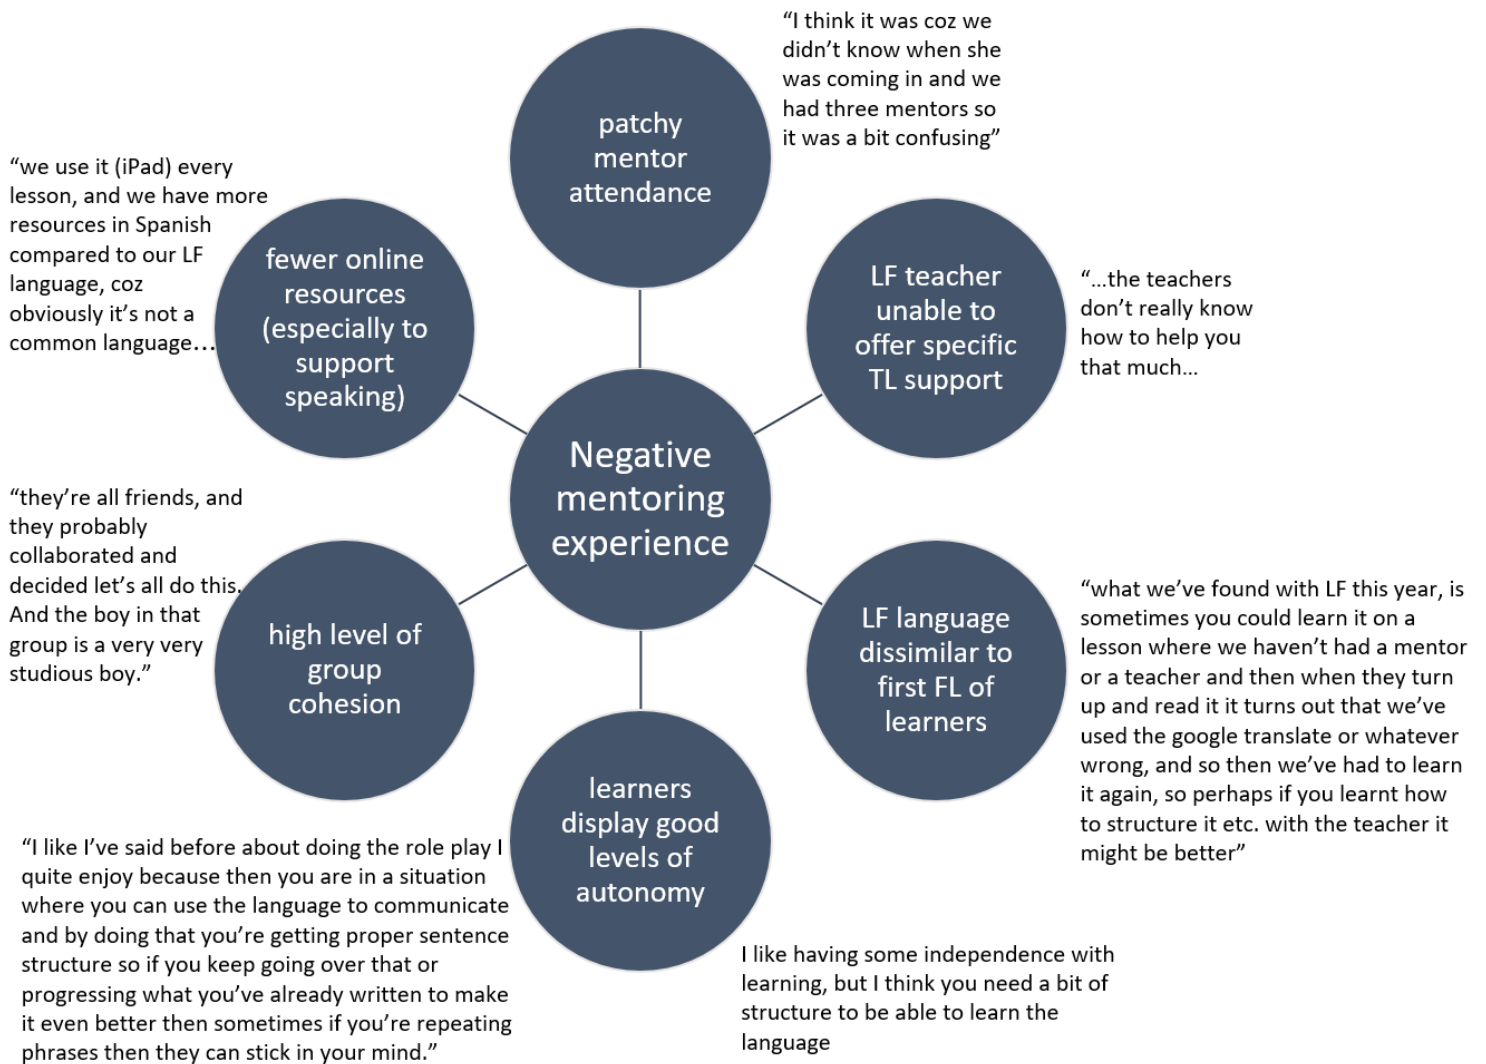 “I think it was coz we
didn’t know when she
was coming in and we
had three mentors so
it was a bit confusing”
patchy
mentor
attendance
“we use it (iPad) every
lesson, and we have more
resources in Spanish
compared to our LF
language, coz
obviously it’s not a
common language…
fewer online
resources
(especially to
support
speaking)
LF teacher
unable to
offer specific
TL support
“…the teachers
don’t really know
how to help you
that much…
Negative
mentoring
experience
“they’re all friends, and
they probably
collaborated and
decided let’s all do this.
And the boy in that
group is a very very
studious boy.”
high level of
group
cohesion
LF language
dissimilar to
first FL of
learners
“what we’ve found with LF this year, is
sometimes you could learn it on a
lesson where we haven’t had a mentor
or a teacher and then when they turn
up and read it it turns out that we’ve
used the google translate or whatever
wrong, and so then we’ve had to learn
it again, so perhaps if you learnt how
to structure it etc. with the teacher it
might be better”
learners
display good
levels of
autonomy
“I like I’ve said before about doing the role play I
quite enjoy because then you are in a situation
where you can use the language to communicate
and by doing that you’re getting proper sentence
structure so if you keep going over that or
progressing what you’ve already written to make
it even better then sometimes if you’re repeating
phrases then they can stick in your mind.”
I like having some independence with
learning, but I think you need a bit of
structure to be able to learn the
language